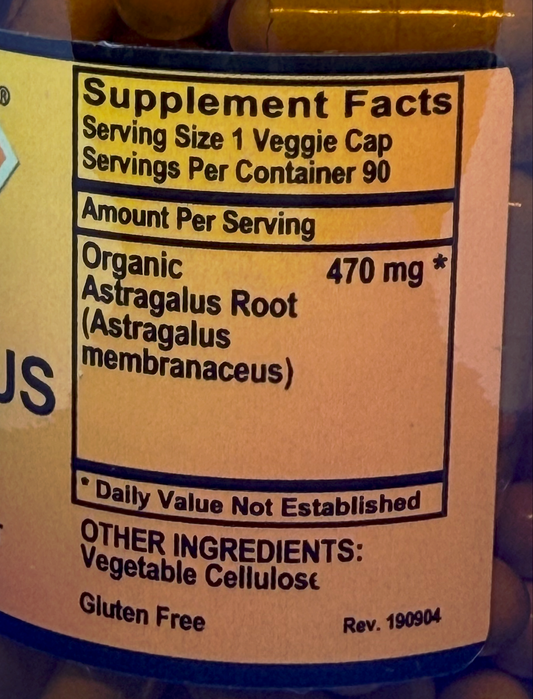 ®
Supplement Facts
Serving Size 1 Veggie Cap
Servings Per Container 90
Amount Per Serving
Organic 470 mg *
Astragalus Root
(Astragalus
membranaceus)
US
* Daily Value Not Established
OTHER INGREDIENTS:
Vegetable Cellulose
Gluten Free
Rev. 190904